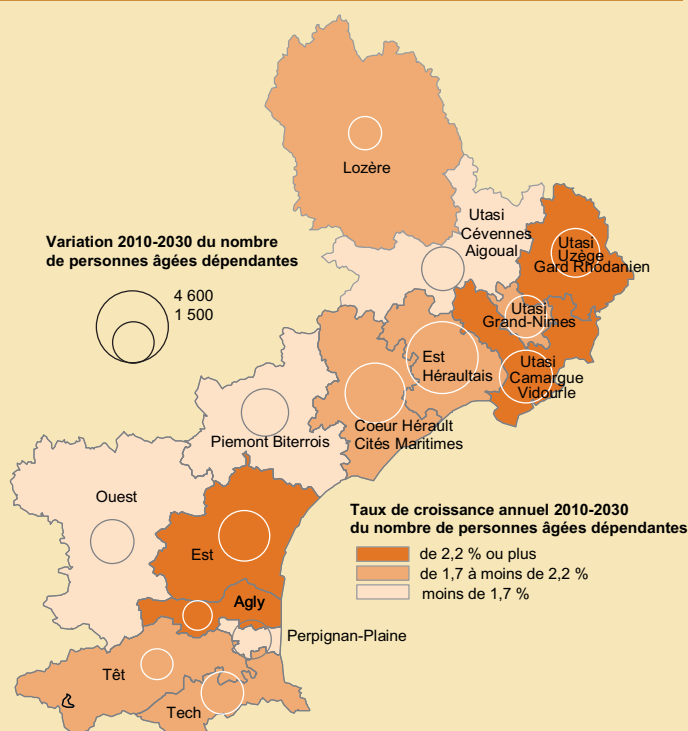 Lozère
Utasi
Cévennes
Aigoual
Variation 2010-2030 du nombre
de personnes âgées dépendantes
4 600
1 500
Utasi
Uzège
Gard Rhodanien
Utasi
Grand-Nimes
Est
Héraultais
Utasi
Camargue
Vidourle
Coeur Hérault
Cités Maritimes
Piemont Biterrois
Ouest
Taux de croissance annuel 2010-2030
du nombre de personnes âgées dépendantes
de 2,2 % ou plus
de 1,7 à moins de 2,2 %
moins de 1,7 %
Est
Agly
Perpignan-Plaine
Têt
Tech